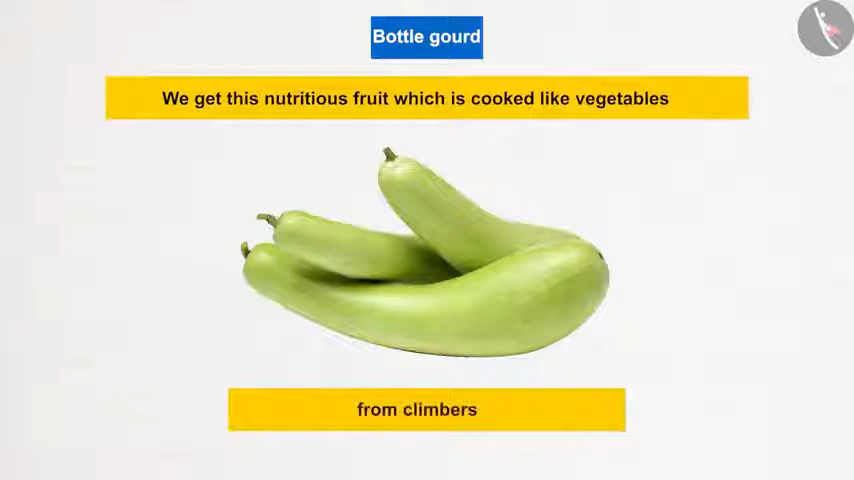 Bottle gourd
We get this nutritious fruit which is cooked like vegetables
from climbers